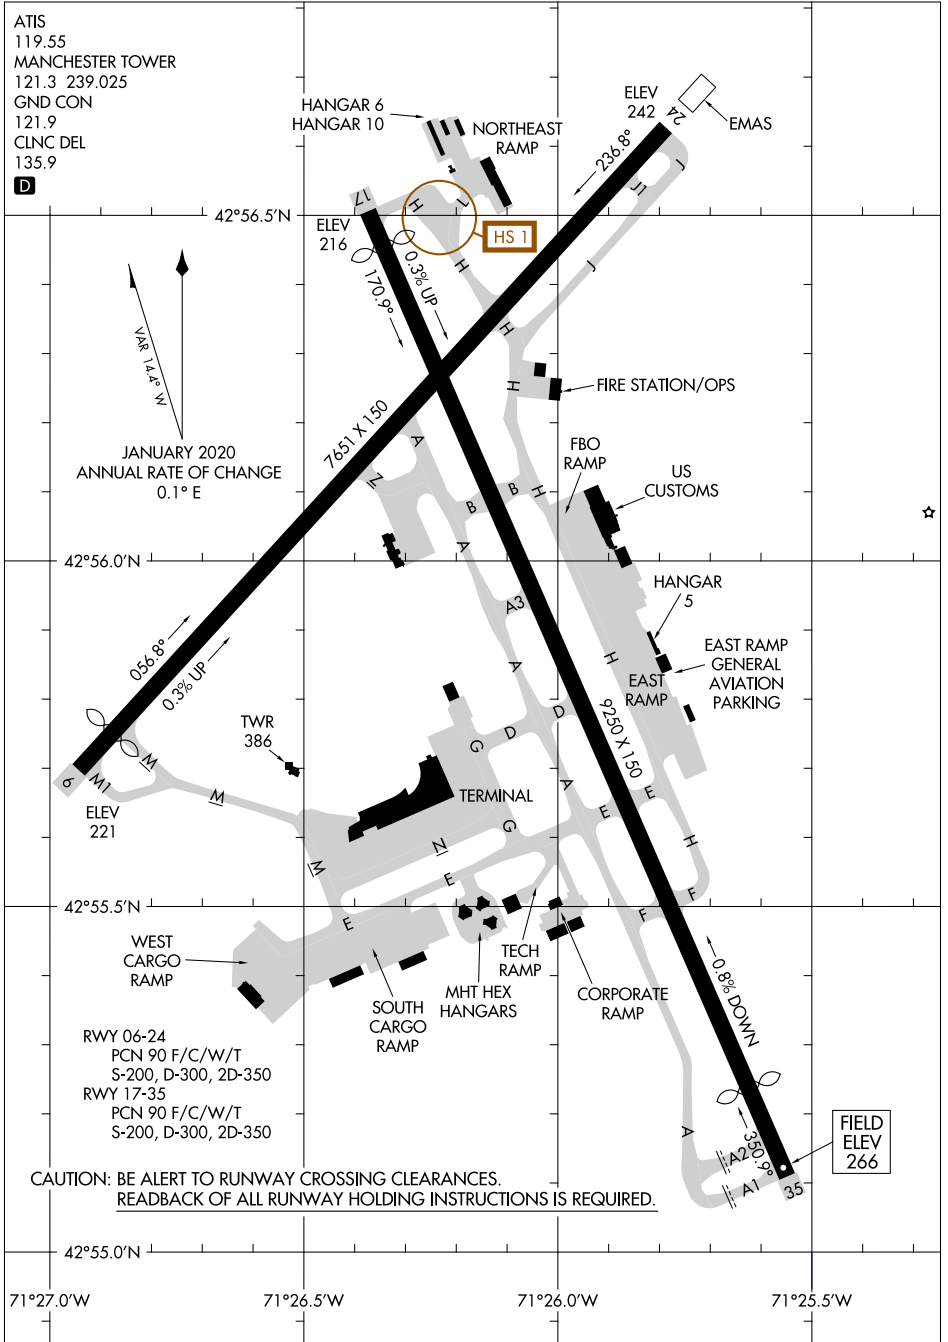 ATIS
119.55
MANCHESTER TOWER
121.3 239.025
GND CON
121.9
CLNC DEL
135.9
D
HANGAR 6
HANGAR 10
NORTHEAST
RAMP
ELEV
242
24
EMAS
236.8°
J
J1
J
17
H
L
HS 1
42°56.5'N
ELEV
216
0.3% UP
170.9°
H
H
H
VAR 14.4° W
JANUARY 2020
ANNUAL RATE OF CHANGE
0.1° E
FIRE STATION/OPS
7651 X 150
A
Z
B
B
H
A
FBO
RAMP
US
CUSTOMS
42°56.0'N
HANGAR
5
A3
A
H
EAST
RAMP
EAST RAMP
GENERAL
AVIATION
PARKING
056.8°
0.3% UP
TWR
386
G
D
D
9250 X 150
6
M1
M
M
M
ELEV
221
TERMINAL
A
E
E
G
N
E
E
H
F
F
42°55.5'N
WEST
CARGO
RAMP
SOUTH
CARGO
RAMP
MHT HEX
HANGARS
TECH
RAMP
CORPORATE
RAMP
0.8% DOWN
RWY 06-24
PCN 90 F/C/W/T
S-200, D-300, 2D-350
RWY 17-35
PCN 90 F/C/W/T
S-200, D-300, 2D-350
A
A2
A1
350.9°
35
FIELD
ELEV
266
CAUTION: BE ALERT TO RUNWAY CROSSING CLEARANCES.
READBACK OF ALL RUNWAY HOLDING INSTRUCTIONS IS REQUIRED.
42°55.0'N
71°27.0'W
71°26.5'W
71°26.0'W
71°25.5'W